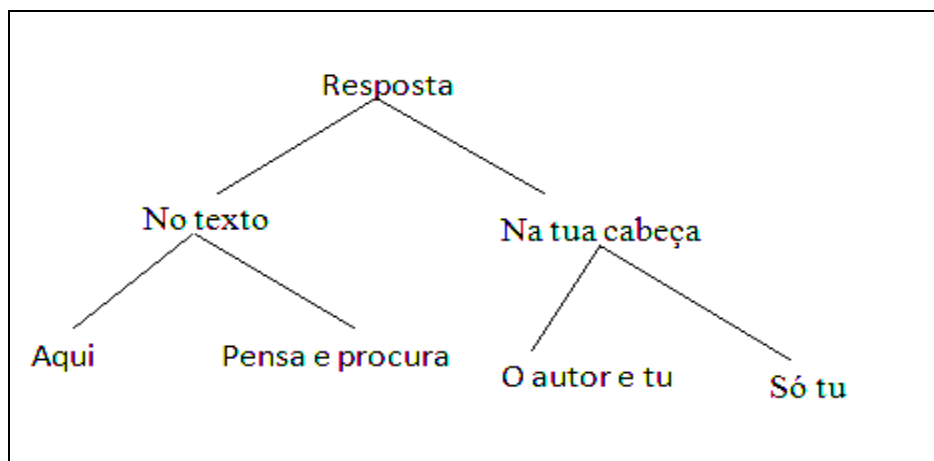 Resposta
No texto
Na tua cabeça
Aqui
Pensa e procura
O autor e tu
Só tu